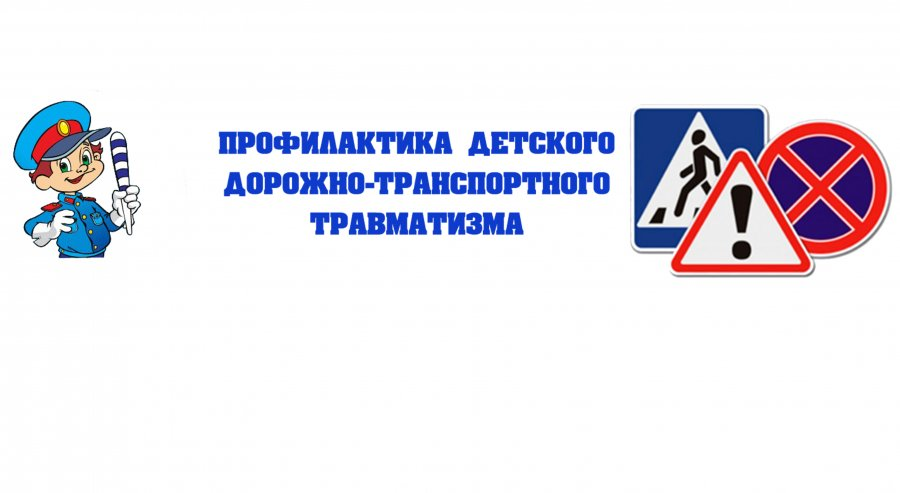 ПРОФИЛАКТИКА ДЕТСКОГО
ДОРОЖНО-ТРАНСПОРТНОГО
ТРАВМАТИЗМА